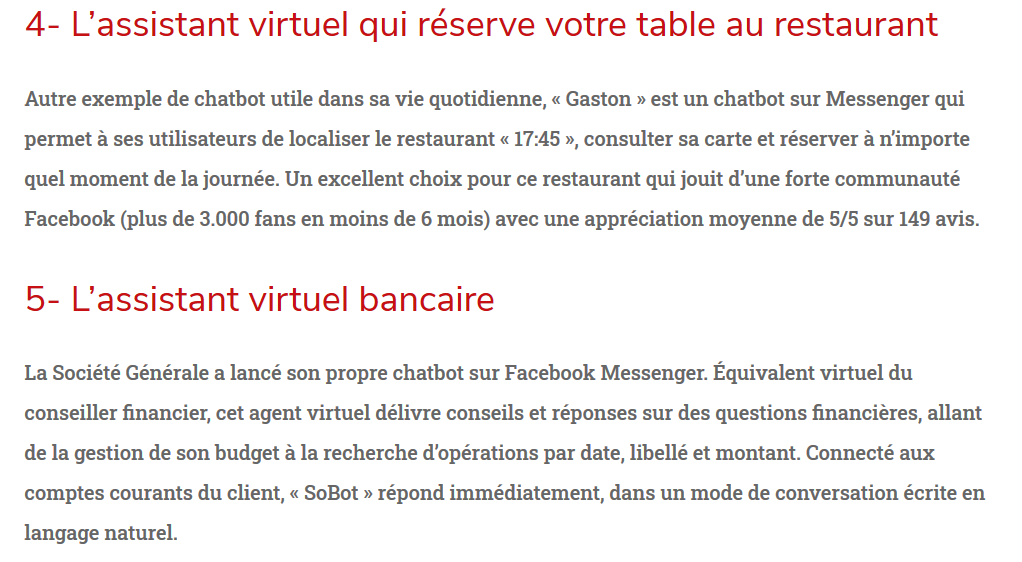 4- L’assistant virtuel qui réserve votre table au restaurant
Autre exemple de chatbot utile dans sa vie quotidienne, « Gaston » est un chatbot sur Messenger qui
permet à ses utilisateurs de localiser le restaurant « 17:45 », consulter sa carte et réserver à n’importe
quel moment de la journée. Un excellent choix pour ce restaurant qui jouit d’une forte communauté
Facebook (plus de 3.000 fans en moins de 6 mois) avec une appréciation moyenne de 5/5 sur 149 avis.
5- L’assistant virtuel bancaire
La Société Générale a lancé son propre chatbot sur Facebook Messenger. Équivalent virtuel du
conseiller financier, cet agent virtuel délivre conseils et réponses sur des questions financières, allant
de la gestion de son budget à la recherche d’opérations par date, libellé et montant. Connecté aux
comptes courants du client, « SoBot » répond immédiatement, dans un mode de conversation écrite en
langage naturel.